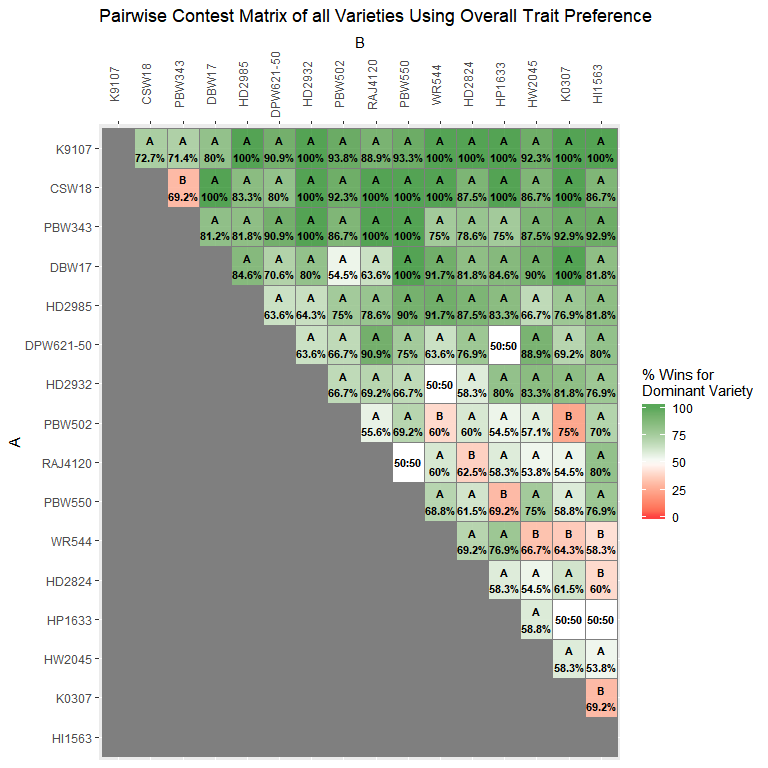 Pairwise Contest Matrix of all Varieties Using Overall Trait Preference
B
K9107 CSW18 PBW343 DBW17 HD2985 DPW621-50 HD2932 PBW502 RAJ4120 PBW550 WR544 HD2824 HP1633 HW2045 K0307 HI1563
A A A A A A A A A A A A A A A
K9107 72.7% 71.4% 80% 100% 90.9% 100% 93.8% 88.9% 93.3% 100% 100% 100% 92.3% 100% 100%
B A A A A A A A A A A A A A
CSW18 69.2% 100% 83.3% 80% 100% 92.3% 100% 100% 100% 87.5% 100% 86.7% 100% 86.7%
A A A A A A A A A A A A A
PBW343 81.2% 81.8% 90.9% 100% 86.7% 100% 100% 75% 78.6% 75% 87.5% 92.9% 92.9%
A A A A A A A A A A A A
DBW17 84.6% 70.6% 80% 54.5% 63.6% 100% 91.7% 81.8% 84.6% 90% 100% 81.8%
A A A A A A A A A A A
HD2985 63.6% 64.3% 75% 78.6% 90% 91.7% 87.5% 83.3% 66.7% 76.9% 81.8%
A A A A A A A A A
DPW621-50 63.6% 66.7% 90.9% 75% 63.6% 76.9% 50:50 88.9% 69.2% 80%
A A A A A A A A
HD2932 66.7% 69.2% 66.7% 50:50 58.3% 80% 83.3% 81.8% 76.9%
A A B A A A B A
PBW502 55.6% 69.2% 60% 60% 54.5% 57.1% 75% 70%
A B A A A A
RAJ4120 50:50 60% 62.5% 58.3% 53.8% 54.5% 80%
A A B A A A
PBW550 68.8% 61.5% 69.2% 75% 58.8% 76.9%
A A B B B
WR544 69.2% 76.9% 66.7% 64.3% 58.3%
A A A B
HD2824 58.3% 54.5% 61.5% 60%
A
HP1633 58.8% 50:50 50:50
A A
HW2045 58.3% 53.8%
B
K0307 69.2%
HI1563
A
% Wins for
Dominant Variety
100
75
50
25
0